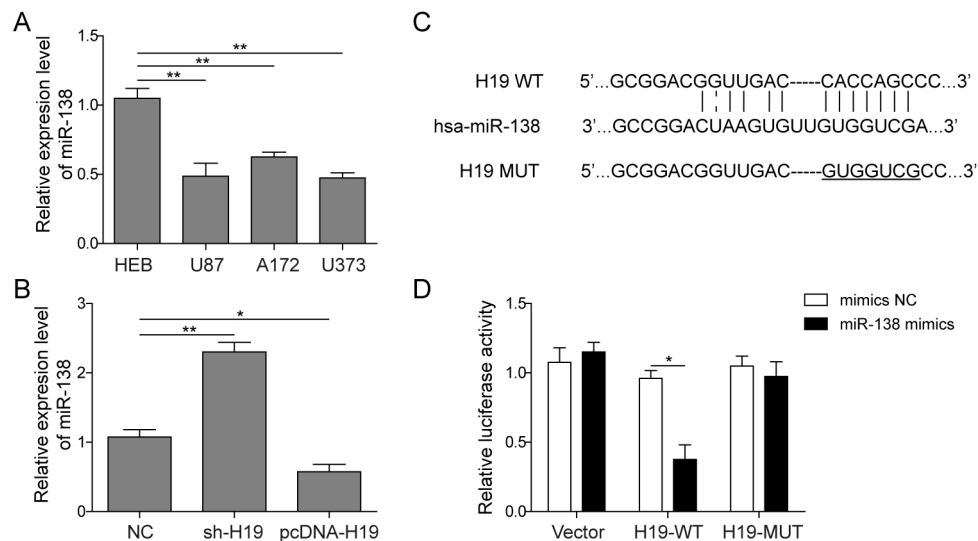 A
Relative expression level
of miR-138
1.5
1.0
0.5
0.0
**
**
**
HEB U87 A172 U373
B
Relative expression level
of miR-138
3
2
1
0
*
**
NC sh-H19 pcDNA-H19
C
H19 WT 5’...GCGGACGGUUGAC-----CACCAGCCC...3’
hsa-miR-138 3’...GCCGGACUAAGUGUUGUGGUCGA...3’
H19 MUT 5’...GCGGACGGUUGAC-----GUGGUCGCC...3’
D
Relative luciferase activity
1.5
1.0
0.5
0.0
mimics NC
miR-138 mimics
*
Vector H19-WT H19-MUT